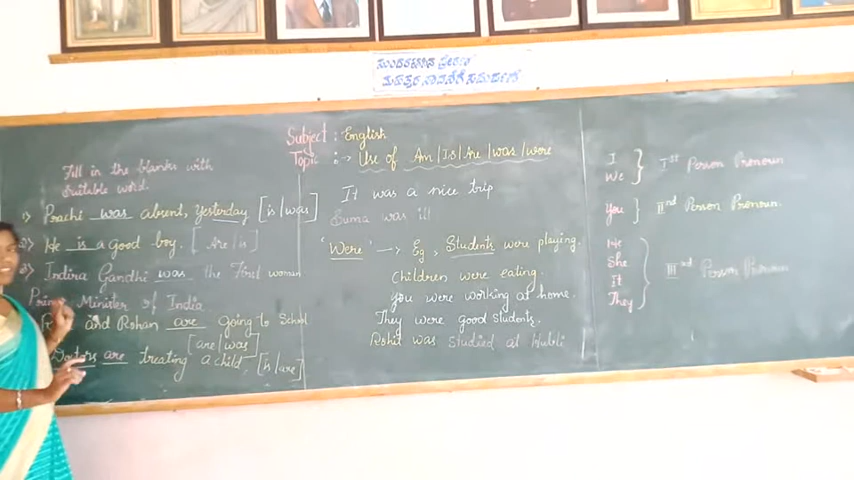 ಸುಂದರಕಾಂಡ ಪ್ರೇರಣೆ
Subject : English
Topic :→ Use of Am/Is/Are/was/were
Fill in the blanks with
suitable word.
1) Prachi was absent, Yesterday [is/was]
2) He is a good boy. [Are/is]
3) Indira Gandhi was the First woman
Prime Minister of India
and Rohan are going to School
[are/was]
Doctors are treating a child. [is/are]
It was a nice trip
Suma was ill
'Were' → Eg, Students were playing.
Children were eating.
you were working at home.
They were good students.
Rohit was studied at Hubli
I
We
} Ist Person Pronoun
You } IInd Person Pronoun
He
She
It
They
} IIIrd Person Pronoun